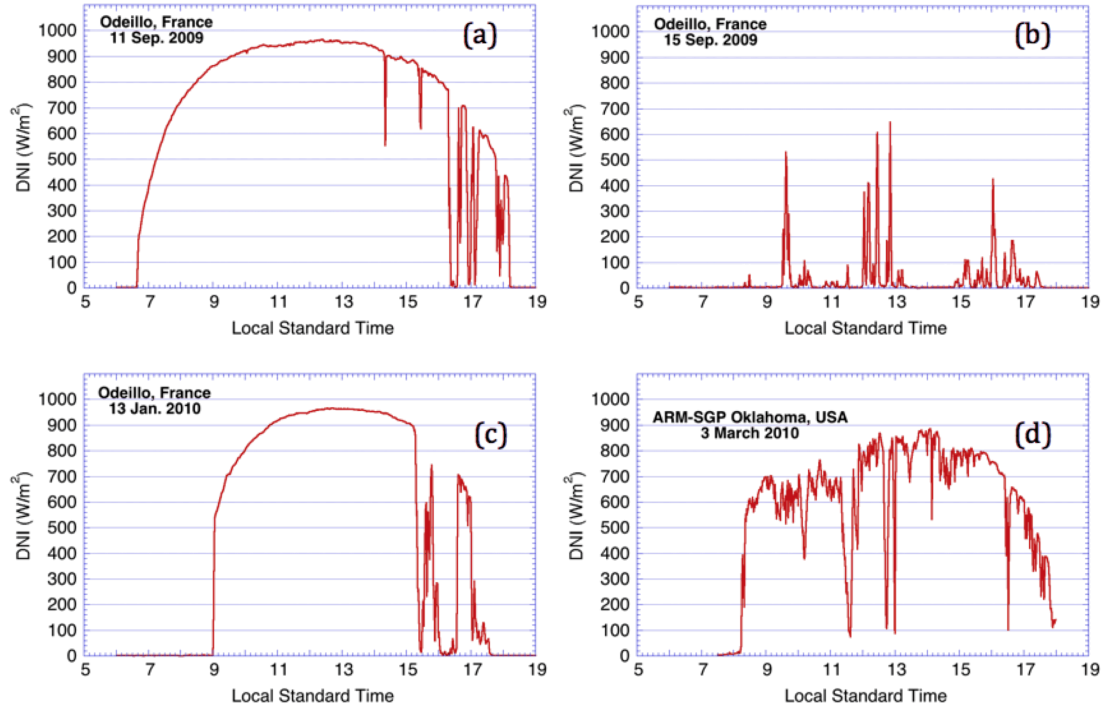 Odeillo, France
11 Sep. 2009
(a)
DNI (W/m²)
1000
900
800
700
600
500
400
300
200
100
0
5 7 9 11 13 15 17 19
Local Standard Time
Odeillo, France
15 Sep. 2009
(b)
DNI (W/m²)
1000
900
800
700
600
500
400
300
200
100
0
5 7 9 11 13 15 17 19
Local Standard Time
Odeillo, France
13 Jan. 2010
(c)
DNI (W/m²)
1000
900
800
700
600
500
400
300
200
100
0
5 7 9 11 13 15 17 19
Local Standard Time
ARM-SGP Oklahoma, USA
3 March 2010
(d)
DNI (W/m²)
1000
900
800
700
600
500
400
300
200
100
0
5 7 9 11 13 15 17 19
Local Standard Time